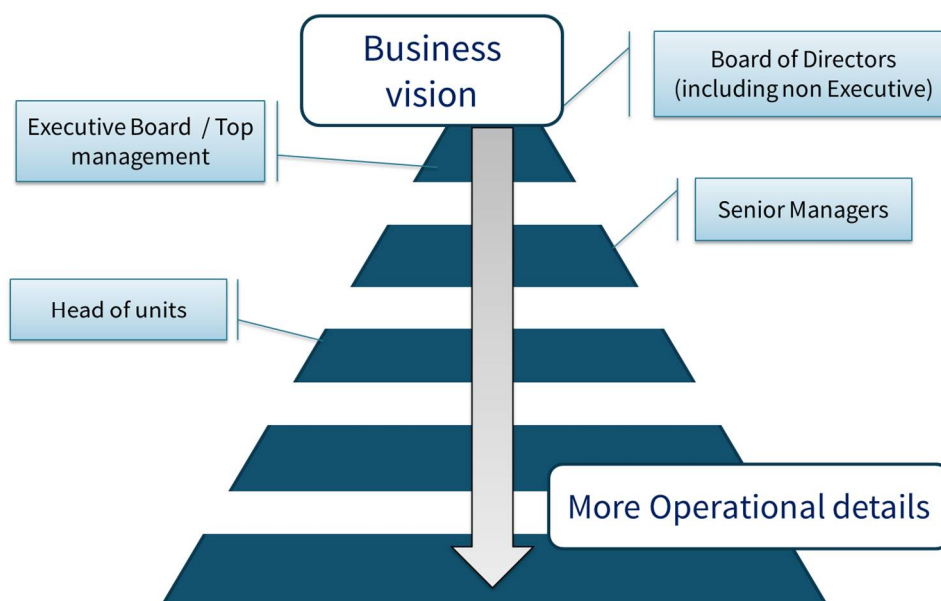 Business
vision
Board of Directors
(including non Executive)
Executive Board / Top
management
Senior Managers
Head of units
More Operational details